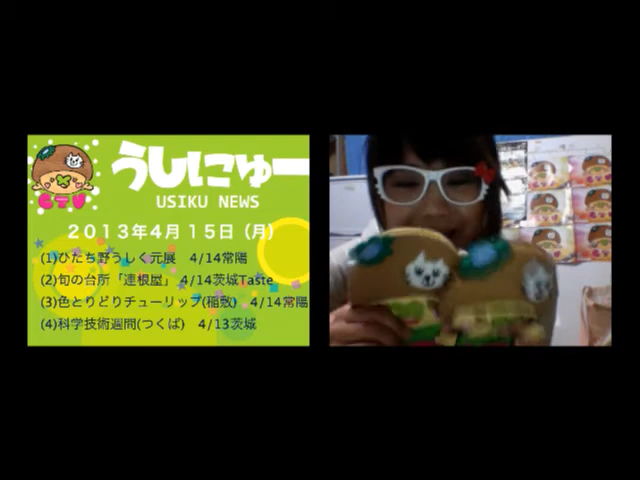 CTV
うしにゅー
USIKU NEWS
2013年4月15日(月)
(1)ひたち野うしく元展 4/14常陽
(2)旬の台所「連根屋」4/14茨城Taste
(3)色とりどりチューリップ(稲敷) 4/14常陽
(4)科学技術週間(つくば) 4/13茨城